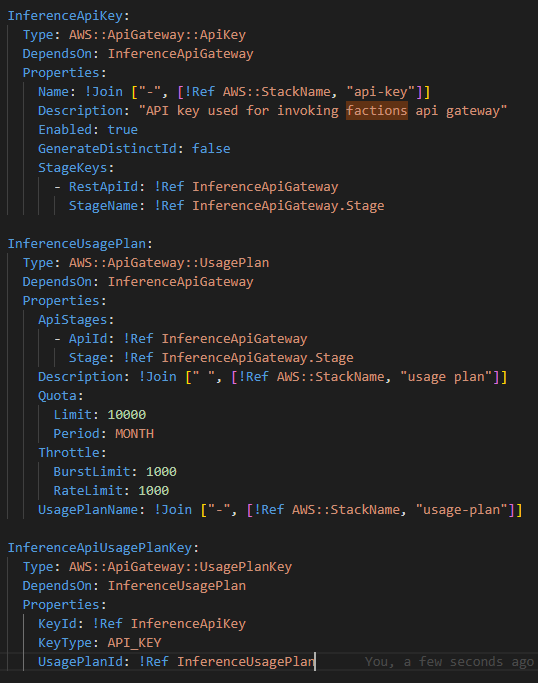 InferenceApiKey:
  Type: AWS::ApiGateway::ApiKey
  DependsOn: InferenceApiGateway
  Properties:
    Name: !Join ["-", [!Ref AWS::StackName, "api-key"]]
    Description: "API key used for invoking factions api gateway"
    Enabled: true
    GenerateDistinctId: false
    StageKeys:
      - RestApiId: !Ref InferenceApiGateway
        StageName: !Ref InferenceApiGateway.Stage

InferenceUsagePlan:
  Type: AWS::ApiGateway::UsagePlan
  DependsOn: InferenceApiGateway
  Properties:
    ApiStages:
      - ApiId: !Ref InferenceApiGateway
        Stage: !Ref InferenceApiGateway.Stage
    Description: !Join [" ", [!Ref AWS::StackName, "usage plan"]]
    Quota:
      Limit: 10000
      Period: MONTH
    Throttle:
      BurstLimit: 1000
      RateLimit: 1000
    UsagePlanName: !Join ["-", [!Ref AWS::StackName, "usage-plan"]]

InferenceApiUsagePlanKey:
  Type: AWS::ApiGateway::UsagePlanKey
  DependsOn: InferenceUsagePlan
  Properties:
    KeyId: !Ref InferenceApiKey
    KeyType: API_KEY
    UsagePlanId: !Ref InferenceUsagePlan      You, a few seconds ago